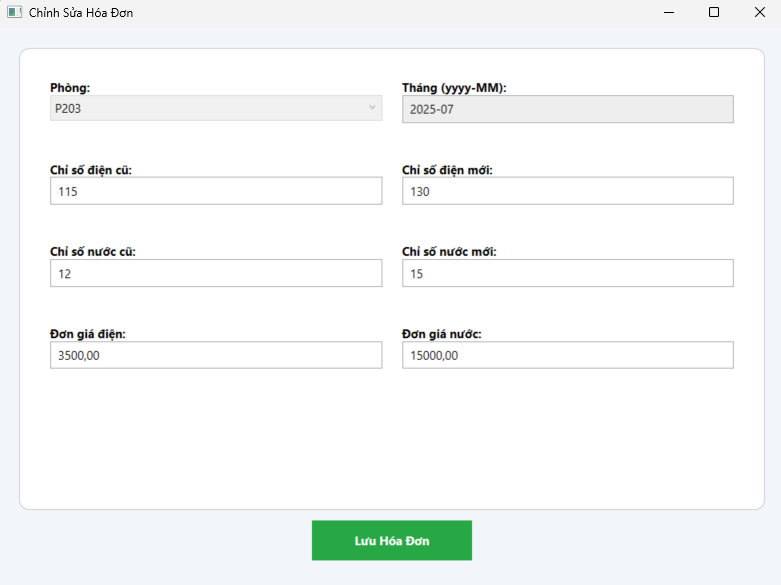 Chỉnh Sửa Hóa Đơn
Phòng: Tháng (yyyy-MM):
P203 2025-07
Chỉ số điện cũ: Chỉ số điện mới:
115 130
Chỉ số nước cũ: Chỉ số nước mới:
12 15
Đơn giá điện: Đơn giá nước:
3500,00 15000,00
Lưu Hóa Đơn